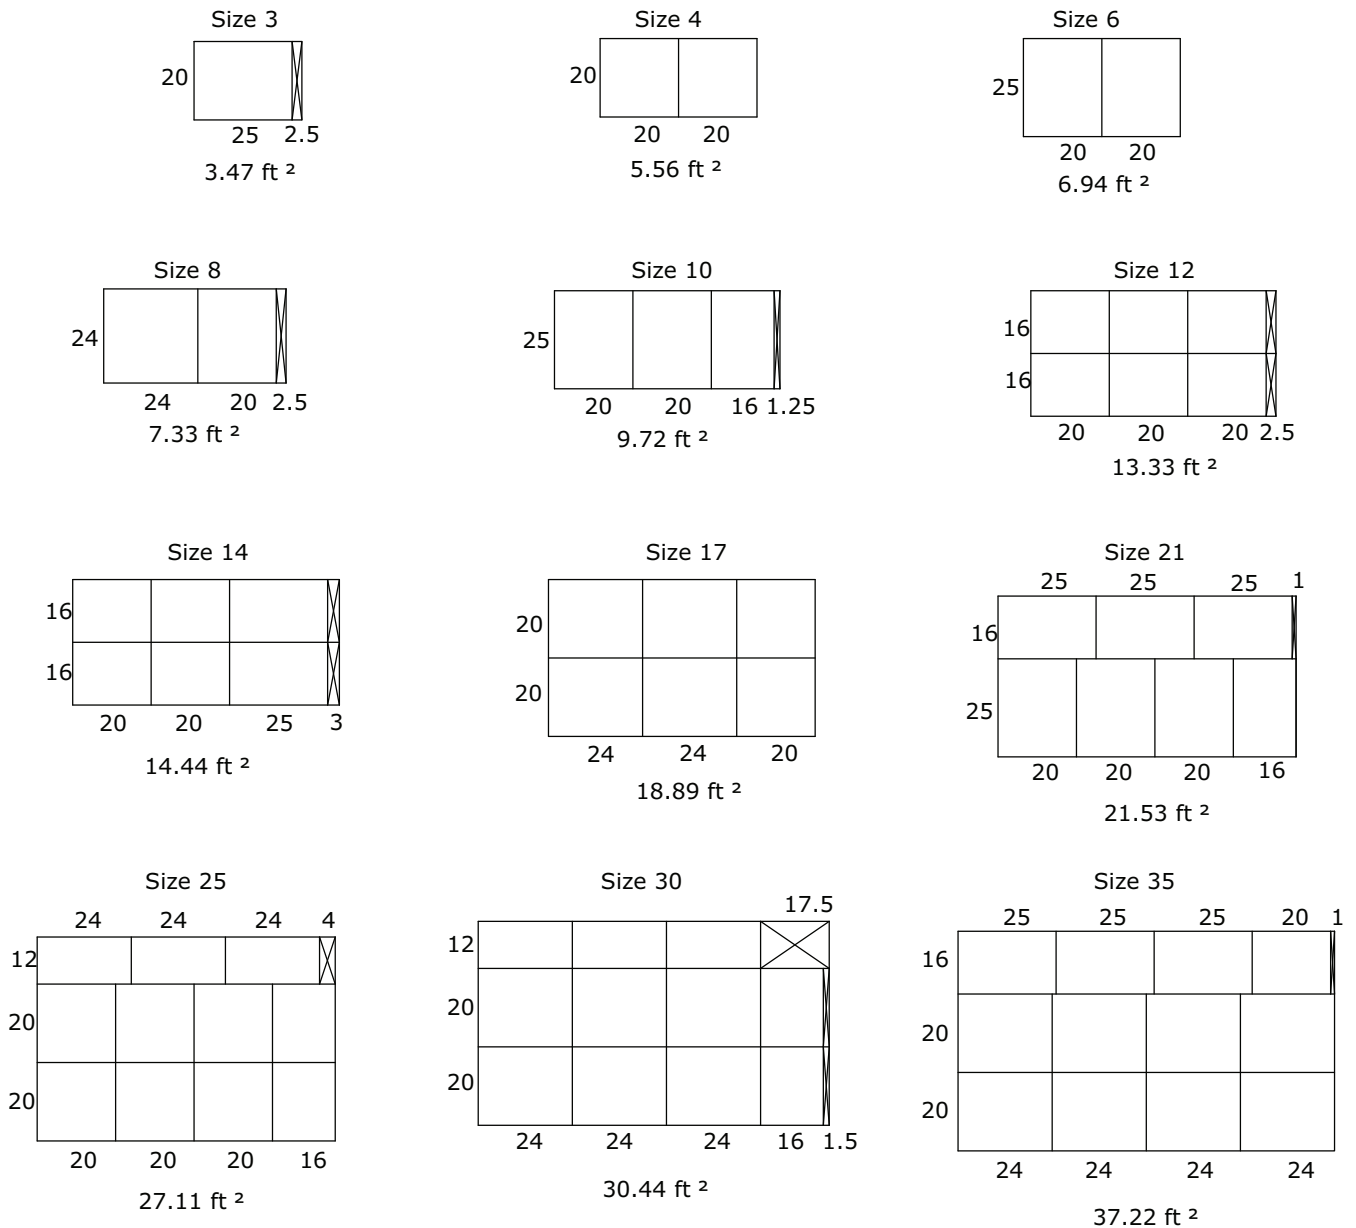 Size 3
20
25 2.5
3.47 ft ²
Size 4
20
20 20
5.56 ft ²
Size 6
25
20 20
6.94 ft ²
Size 8
24
24 20 2.5
7.33 ft ²
Size 10
25
20 20 16 1.25
9.72 ft ²
Size 12
16
16
20 20 20 2.5
13.33 ft ²
Size 14
16
16
20 20 25 3
14.44 ft ²
Size 17
20
20
24 24 20
18.89 ft ²
Size 21
25 25 25 1
16
25
20 20 20 16
21.53 ft ²
Size 25
24 24 24 4
12
20
20
20 20 20 16
27.11 ft ²
Size 30
17.5
12
20
20
24 24 24 16 1.5
30.44 ft ²
Size 35
25 25 25 20 1
16
20
20
24 24 24 24
37.22 ft ²